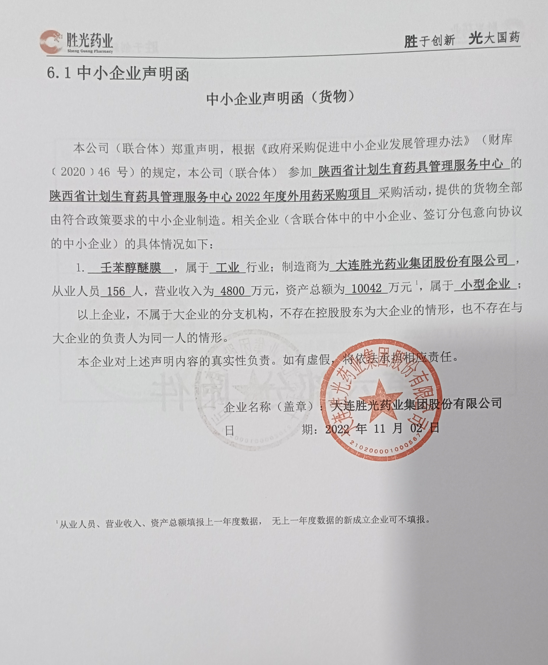 胜光药业
Sheng Guang Pharmacy
胜于创新 光大国药
6.1 中小企业声明函
中小企业声明函（货物）
本公司（联合体）郑重声明，根据《政府采购促进中小企业发展管理办法》（财库
﹝2020﹞46 号）的规定，本公司（联合体） 参加 陕西省计划生育药具管理服务中心 的
陕西省计划生育药具管理服务中心 2022 年度外用药采购项目 采购活动，提供的货物全部
由符合政策要求的中小企业制造。相关企业（含联合体中的中小企业、签订分包意向协议
的中小企业）的具体情况如下：
1. 壬苯醇醚膜 ，属于 工业 行业；制造商为 大连胜光药业集团股份有限公司 ，
从业人员 156 人，营业收入为 4800 万元，资产总额为 10042 万元¹，属于 小型企业 ；
以上企业，不属于大企业的分支机构，不存在控股股东为大企业的情形，也不存在与
大企业的负责人为同一人的情形。
本企业对上述声明内容的真实性负责。如有虚假，将依法承担相应责任。
企业名称（盖章）：大连胜光药业集团股份有限公司
日 期：2022 年 11 月 02 日
大连胜光药业集团股份有限公司
¹从业人员、营业收入、资产总额填报上一年度数据， 无上一年度数据的新成立企业可不填报。